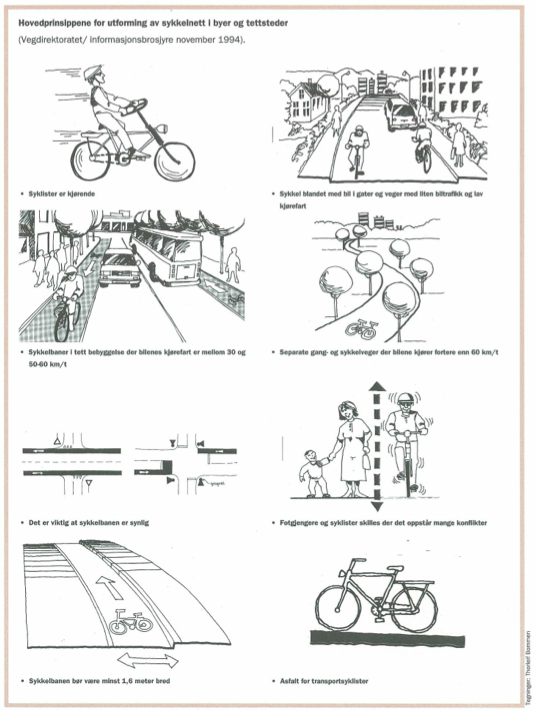 Hovedprinsippene for utforming av sykkelnett i byer og tettsteder
(Vegdirektoratet/ informasjonsbrosjyre november 1994).
• Syklister er kjørende
• Sykkel blandet med bil i gater og veger med liten biltrafikk og lav
kjørefart
• Sykkelbaner i tett bebyggelse der bilenes kjørefart er mellom 30 og
50-60 km/t
• Separate gang- og sykkelveger der bilene kjører fortere enn 60 km/t
• Det er viktig at sykkelbanen er synlig
• Fotgjengere og syklister skilles der det oppstår mange konflikter
• Sykkelbanen bør være minst 1,6 meter bred
• Asfalt for transportsyklister